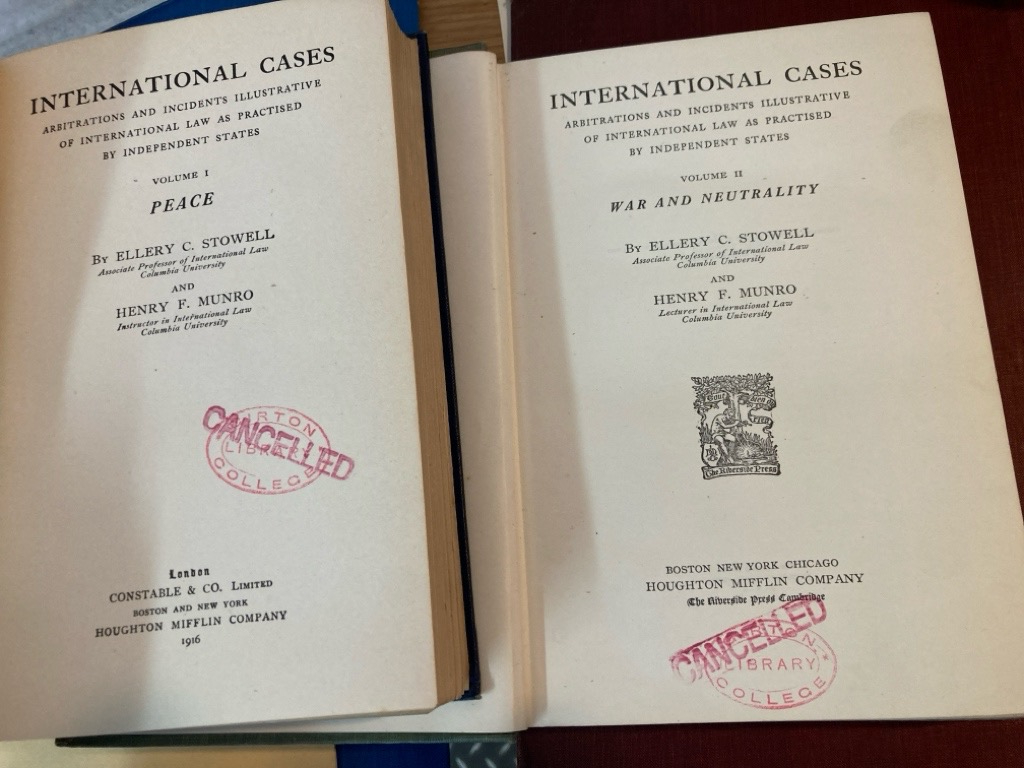 INTERNATIONAL CASES
ARBITRATIONS AND INCIDENTS ILLUSTRATIVE
OF INTERNATIONAL LAW AS PRACTISED
BY INDEPENDENT STATES
VOLUME I
PEACE
BY ELLERY C. STOWELL
Associate Professor of International Law
Columbia University
AND
HENRY F. MUNRO
Instructor in International Law
Columbia University
CANCELLED
LIBRARY
COLLEGE
London
CONSTABLE & CO. LIMITED
BOSTON AND NEW YORK
HOUGHTON MIFFLIN COMPANY
1916
INTERNATIONAL CASES
ARBITRATIONS AND INCIDENTS ILLUSTRATIVE
OF INTERNATIONAL LAW AS PRACTISED
BY INDEPENDENT STATES
VOLUME II
WAR AND NEUTRALITY
BY ELLERY C. STOWELL
Associate Professor of International Law
Columbia University
AND
HENRY F. MUNRO
Lecturer in International Law
Columbia University
The Riverside Press
BOSTON NEW YORK CHICAGO
HOUGHTON MIFFLIN COMPANY
The Riverside Press Cambridge
CANCELLED
LIBRARY
COLLEGE